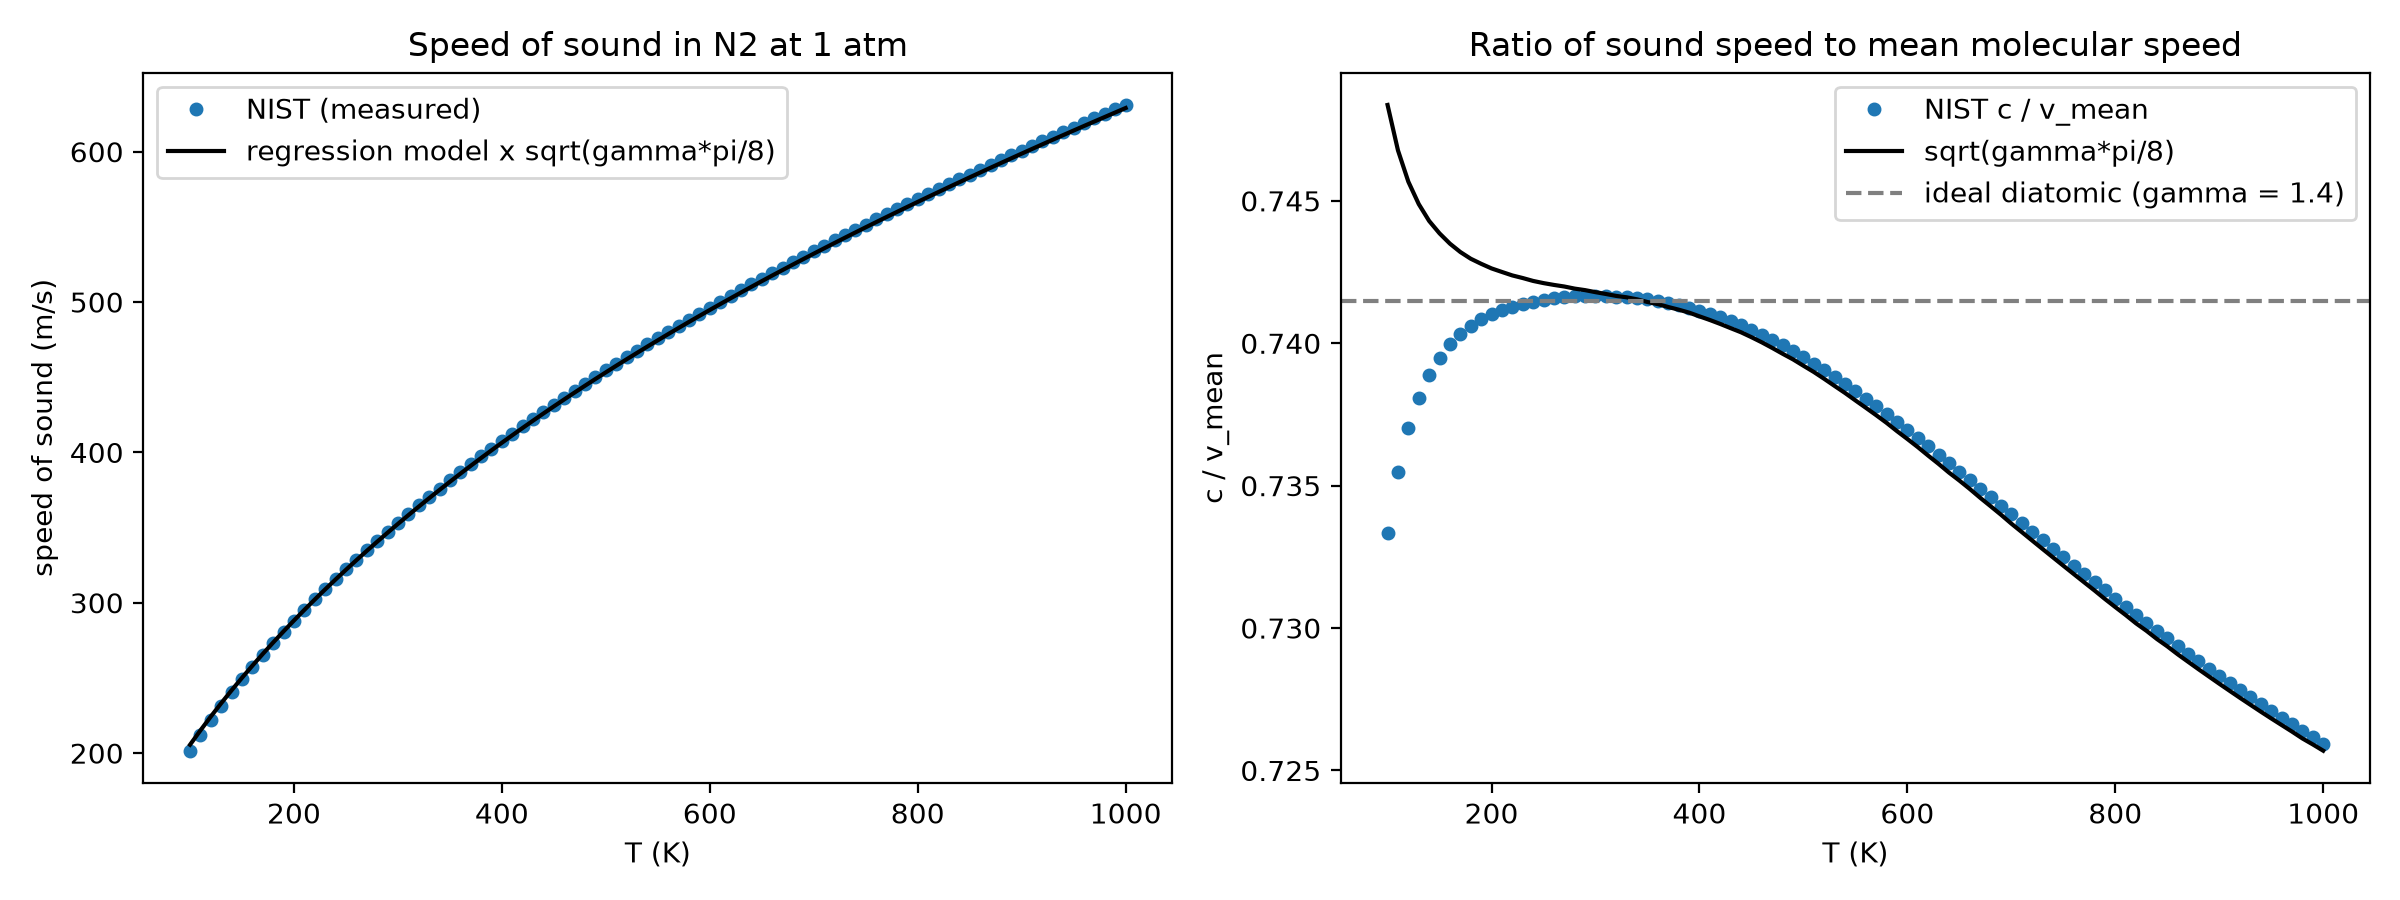 Speed of sound in N2 at 1 atm
NIST (measured)
regression model x sqrt(gamma*pi/8)
speed of sound (m/s)
600
500
400
300
200
200
400
600
800
1000
T (K)
Ratio of sound speed to mean molecular speed
NIST c / v_mean
sqrt(gamma*pi/8)
ideal diatomic (gamma = 1.4)
c / v_mean
0.745
0.740
0.735
0.730
0.725
200
400
600
800
1000
T (K)